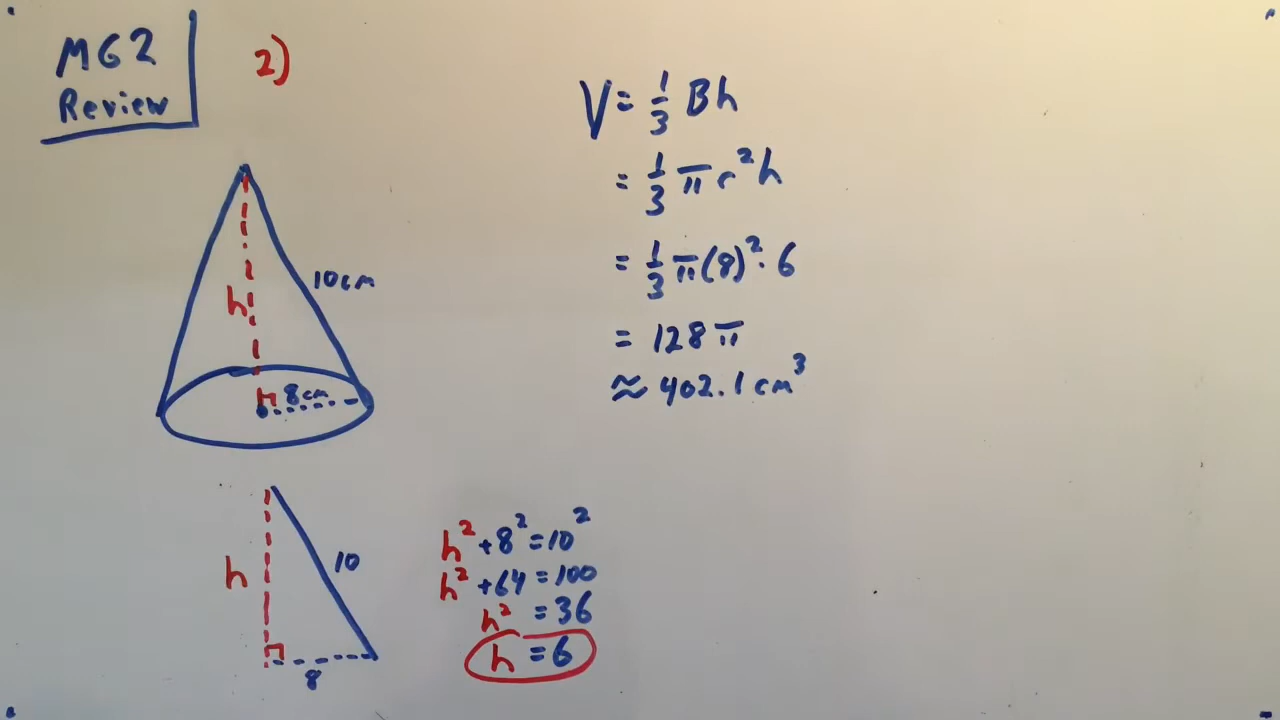 MG2
Review
2)
V = 1/3 Bh
= 1/3 π r²h
= 1/3 π(8)² · 6
= 128π
≈ 402.1 cm³
10cm
h
8cm
h
10
8
h² + 8² = 10²
h² + 64 = 100
h² = 36
h = 6